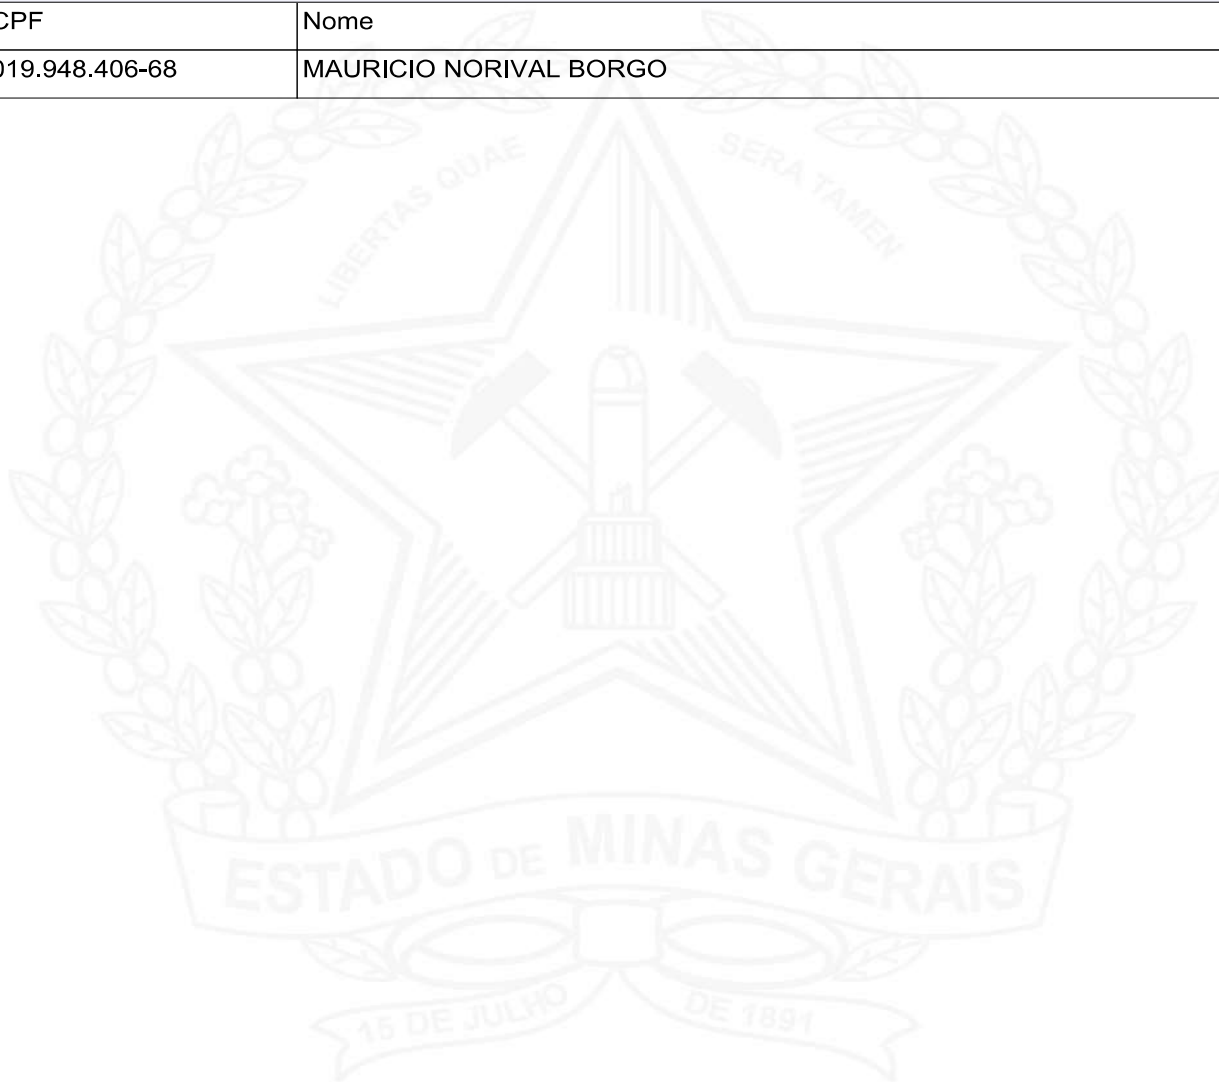 CPF Nome
019.948.406-68 MAURICIO NORIVAL BORGO
LIBERTAS QUAE SERA TAMEN
ESTADO DE MINAS GERAIS
15 DE JULHO DE 1891